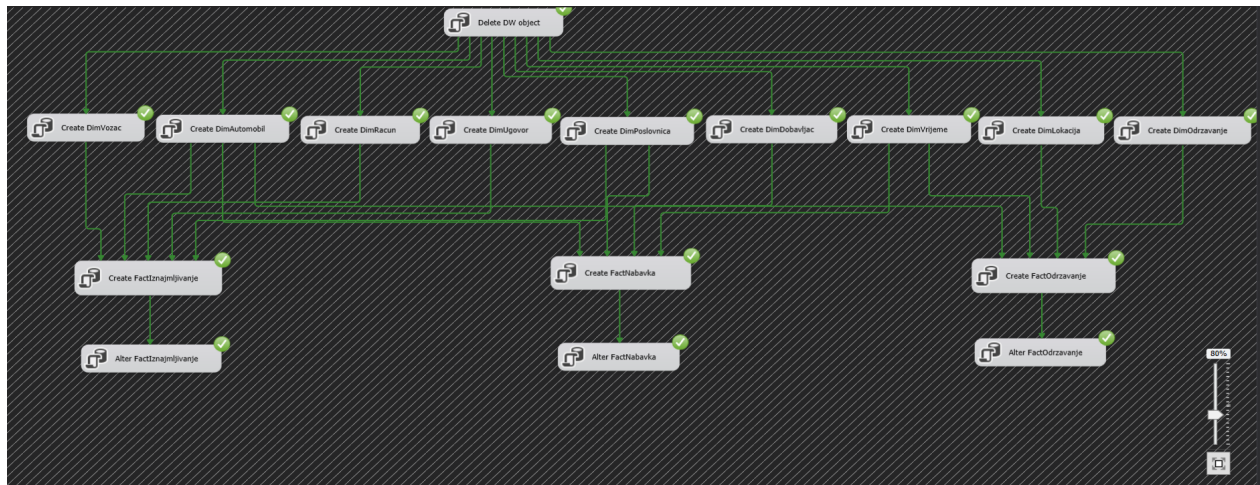 Delete DW object
Create DimVozac
Create DimAutomobil
Create DimRacun
Create DimUgovor
Create DimPoslovnica
Create DimDobavljac
Create DimVrijeme
Create DimLokacija
Create DimOdrzavanje
Create FactIznajmljivanje
Create FactNabavka
Create FactOdrzavanje
Alter FactIznajmljivanje
Alter FactNabavka
Alter FactOdrzavanje
80%